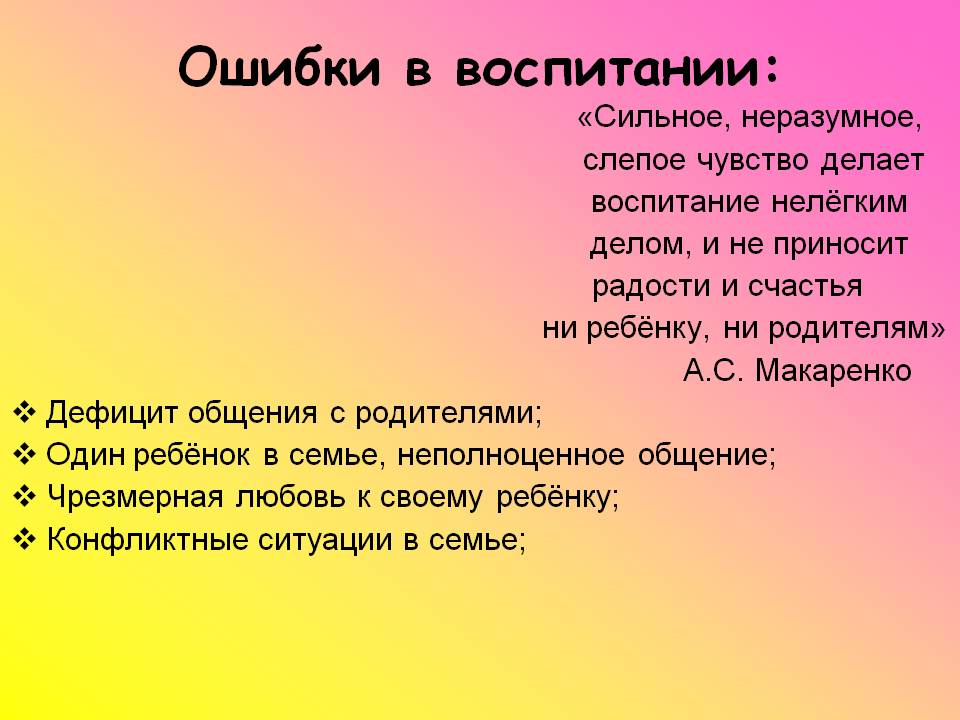 Ошибки в воспитании:
«Сильное, неразумное,
слепое чувство делает
воспитание нелёгким
делом, и не приносит
радости и счастья
ни ребёнку, ни родителям»
А.С. Макаренко
❖ Дефицит общения с родителями;
❖ Один ребёнок в семье, неполноценное общение;
❖ Чрезмерная любовь к своему ребёнку;
❖ Конфликтные ситуации в семье;